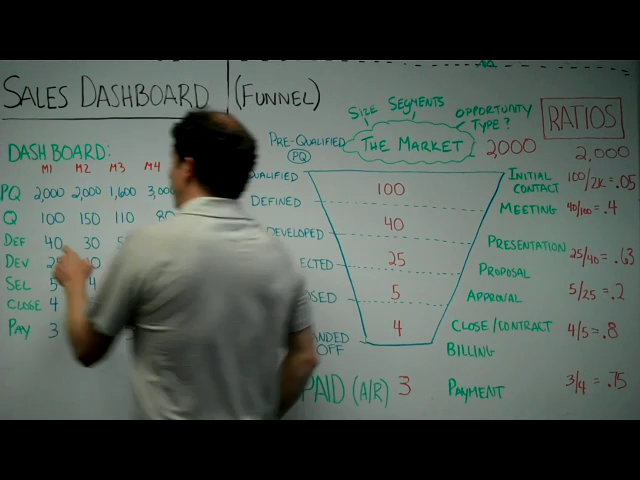 SALES DASHBOARD (FUNNEL)
DASHBOARD:
M1 M2 M3 M4
PQ 2,000 2,000 1,600 3,000
Q 100 150 110 80
DEF 40 30
DEV
SEL 5 4
CLOSE 4
PAY 3
SIZE SEGMENTS OPPORTUNITY TYPE?
PRE-QUALIFIED
PQ
THE MARKET 2,000
QUALIFIED 100
DEFINED 40
DEVELOPED 25
5
4
OFF
PAID (A/R) 3
RATIOS
2,000
INITIAL CONTACT 100/2K = .05
MEETING 40/100 = .4
PRESENTATION 25/40 = .63
PROPOSAL
APPROVAL 5/25 = .2
CLOSE/CONTRACT 4/5 = .8
BILLING
PAYMENT 3/4 = .75